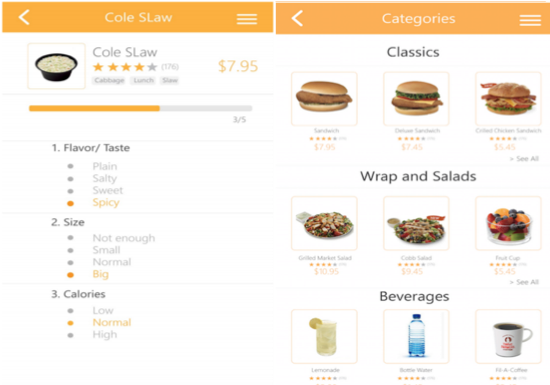 Cole SLaw
Cole SLaw
(176)
$7.95
Cabbage Lunch Slaw
3/5
1. Flavor/ Taste
Plain
Salty
Sweet
Spicy
2. Size
Not enough
Small
Normal
Big
3. Calories
Low
Normal
High
Categories
Classics
Sandwich Deluxe Sandwich Grilled Chicken Sandwich
$7.95 $7.45 $5.45
> See All
Wrap and Salads
Grilled Market Salad Cobb Salad Fruit Cup
$10.95 $9.45 $5.45
> See All
Beverages
Lemonade Bottle Water Fil-A-Coffee